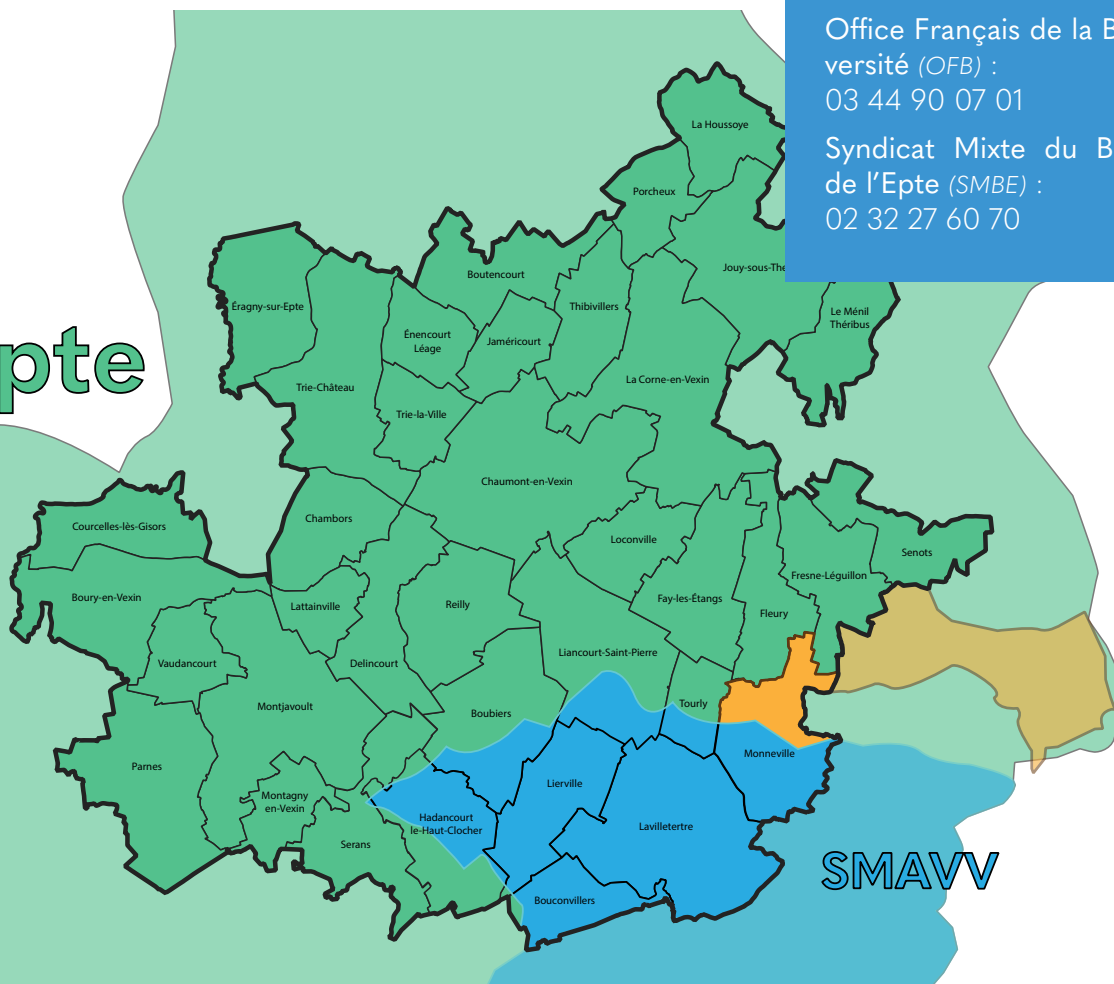 Office Français de la B
versité (OFB) :
03 44 90 07 01
Syndicat Mixte du B
de l'Epte (SMBE) :
02 32 27 60 70
La Houssoye
Porcheux
Jouy-sous-The
Boutencourt
Éragny-sur-Epte
Thibivillers
Le Ménil
Théribus
Énencourt
Léage
Jaméricourt
pte
La Corne-en-Vexin
Trie-Château
Trie-la-Ville
Chaumont-en-Vexin
Chambors
Courcelles-lès-Gisors
Loconville
Senots
Fresne-Léguillon
Boury-en-Vexin
Lattainville
Reilly
Fay-les-Étangs
Fleury
Vaudancourt
Delincourt
Liancourt-Saint-Pierre
Montjavoult
Boubiers
Tourly
Parnes
Monneville
Lierville
Montagny
en-Vexin
Hadancourt
le-Haut-Clocher
Lavilletertre
Serans
SMAVV
Bouconvillers